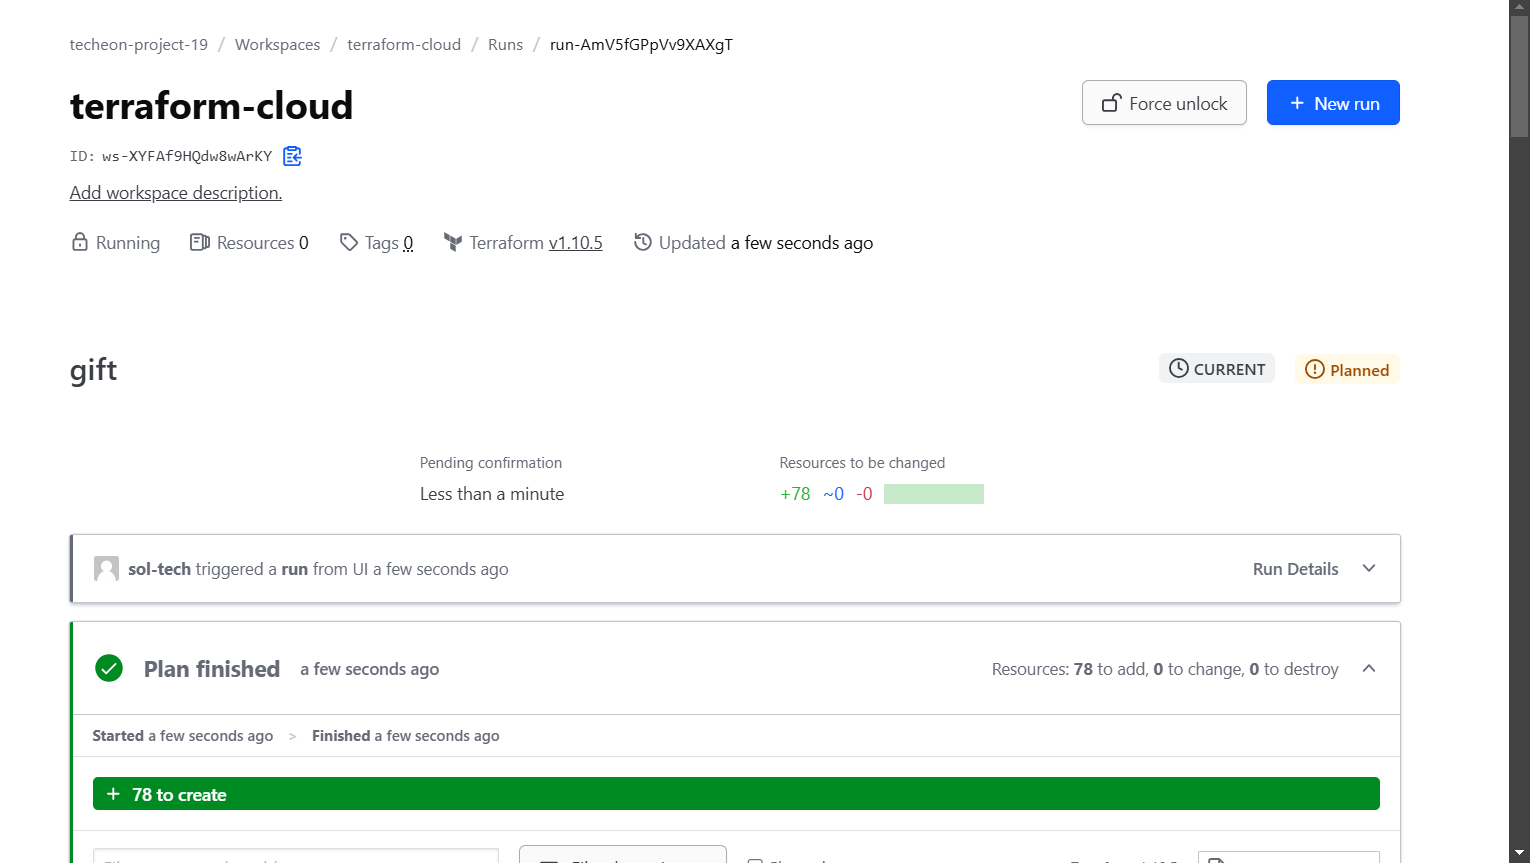 techeon-project-19 / Workspaces / terraform-cloud / Runs / run-AmV5fGPpVv9XAXgT
terraform-cloud
Force unlock
+ New run
ID: ws-XYFAf9HQdw8wArKY
Add workspace description.
Running Resources 0 Tags 0 Terraform v1.10.5 Updated a few seconds ago
gift
CURRENT
Planned
Pending confirmation
Less than a minute
Resources to be changed
+78 ~0 -0
sol-tech triggered a run from UI a few seconds ago
Run Details
Plan finished a few seconds ago
Resources: 78 to add, 0 to change, 0 to destroy
Started a few seconds ago > Finished a few seconds ago
+ 78 to create